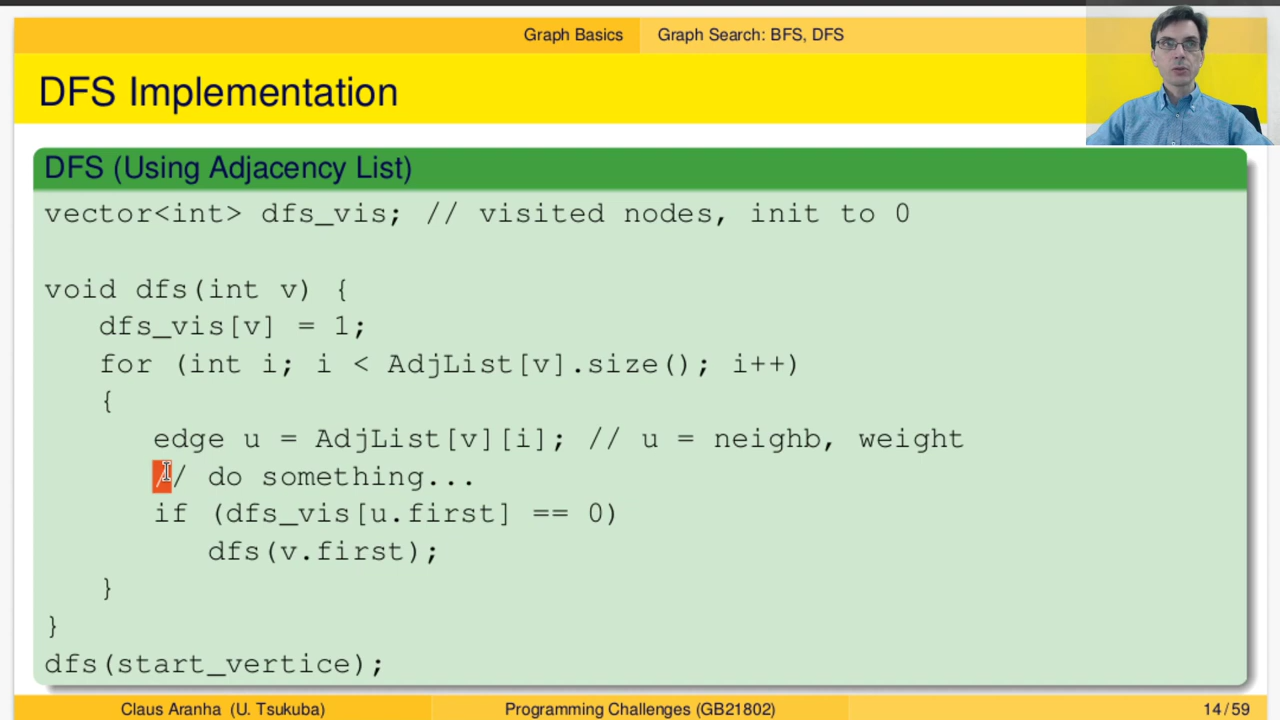 Graph Basics Graph Search: BFS, DFS
DFS Implementation
DFS (Using Adjacency List)
vector<int> dfs_vis; // visited nodes, init to 0
void dfs(int v) {
dfs_vis[v] = 1;
for (int i; i < AdjList[v].size(); i++)
{
edge u = AdjList[v][i]; // u = neighb, weight
// do something...
if (dfs_vis[u.first] == 0)
dfs(v.first);
}
}
dfs(start_vertice);
Claus Aranha (U. Tsukuba) Programming Challenges (GB21802) 14 / 59